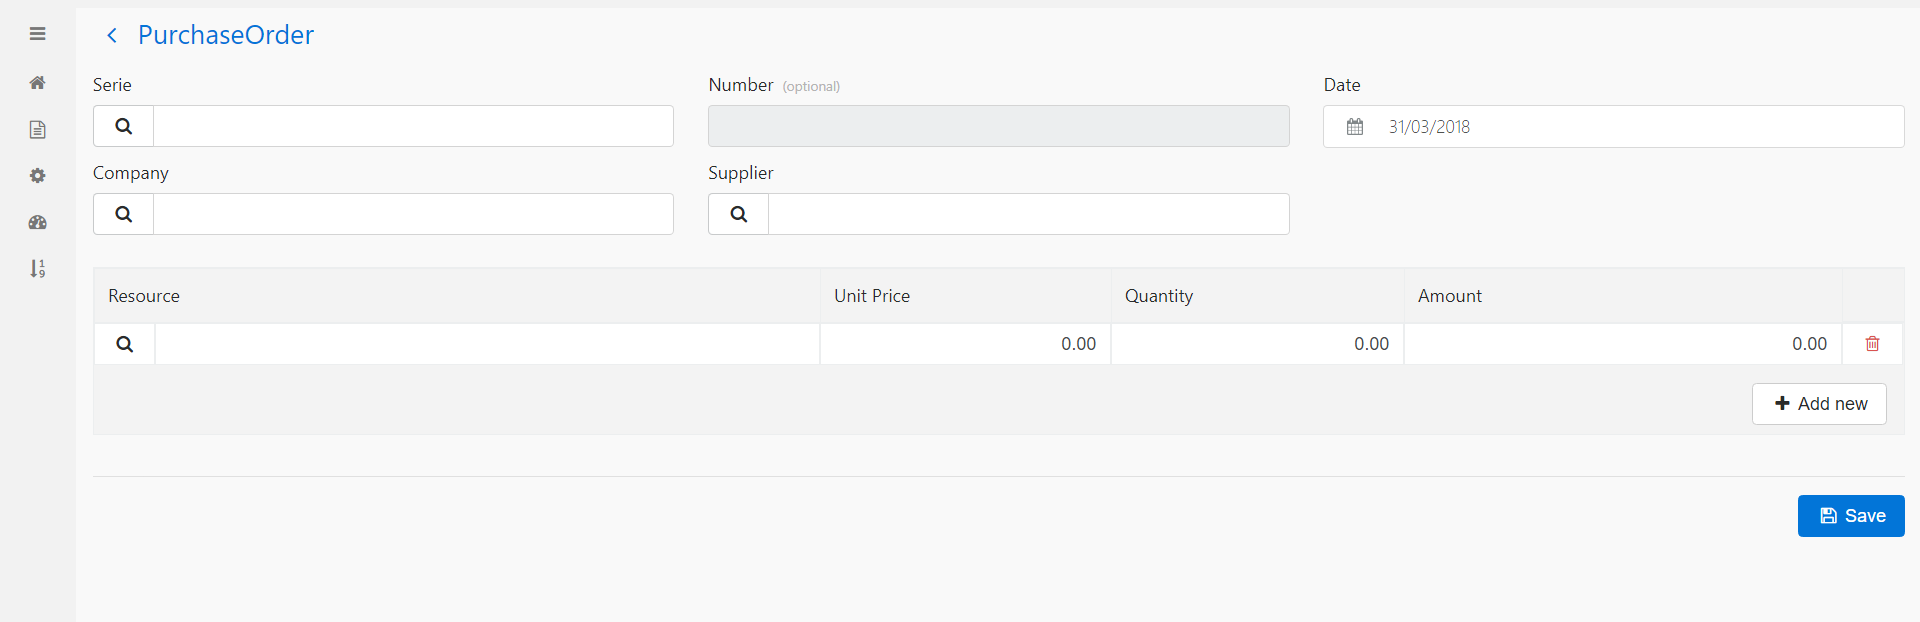 PurchaseOrder
Serie
Number (optional)
Date
31/03/2018
Company
Supplier
Resource Unit Price Quantity Amount
0.00 0.00 0.00
Add new
Save